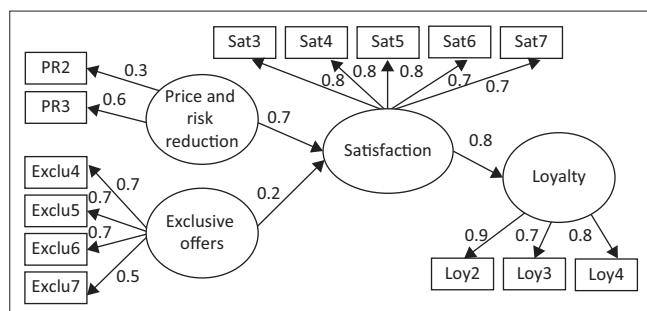 Sat3 Sat4 Sat5 Sat6 Sat7
PR2
0.3
0.8 0.8 0.8 0.7 0.7
PR3
0.6
Price and
risk
reduction
0.7
Satisfaction
0.8
Exclu4
0.7
Loyalty
Exclu5
0.7
0.2
Exclu6
0.7
Exclusive
offers
Exclu7
0.5
0.9 0.7 0.8
Loy2 Loy3 Loy4